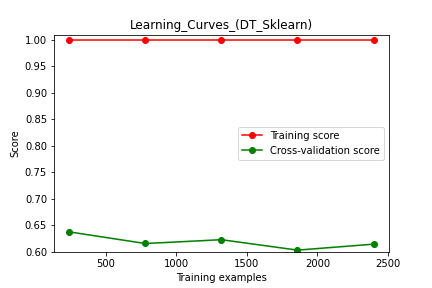 Learning_Curves_(DT_Sklearn)
1.00
0.95
0.90
0.85
0.80
0.75
0.70
0.65
0.60
Score
Training score
Cross-validation score
500
1000
1500
2000
2500
Training examples